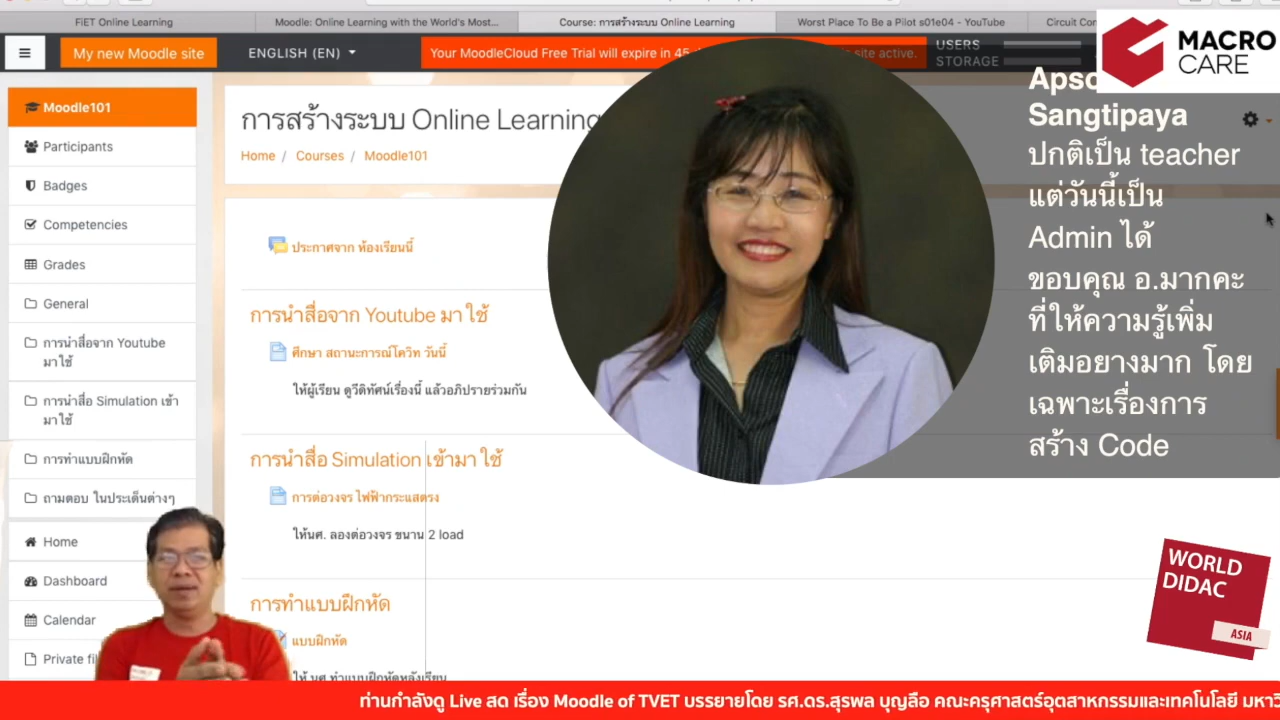 FiET Online Learning
Moodle: Online Learning with the World's Most...
Course: การสร้างระบบ Online Learning
Worst Place To Be a Pilot s01e04 - YouTube
Circuit Con
My new Moodle site
ENGLISH (EN)
Your MoodleCloud Free Trial will expire in 45
site active.
USERS
STORAGE
MACRO
CARE
Moodle101
Participants
Badges
Competencies
Grades
General
การนำสื่อจาก Youtube
มาใช้
การนำสื่อ Simulation เข้า
มาใช้
การทำแบบฝึกหัด
ถามตอบ ในประเด็นต่างๆ
Home
Dashboard
Calendar
Private fil
การสร้างระบบ Online Learning
Home / Courses / Moodle101
ประกาศจาก ห้องเรียนนี้
การนำสื่อจาก Youtube มาใช้
ศึกษา สถานะการณ์โควิท วันนี้
ให้ผู้เรียน ดูวีดิทัศน์เรื่องนี้ แล้วอภิปรายร่วมกัน
การนำสื่อ Simulation เข้ามาใช้
การต่อวงจร ไฟฟ้ากระแสตรง
ให้นศ. ลองต่อวงจร ขนาน 2 load
การทำแบบฝึกหัด
แบบฝึกหัด
ให้ นศ ทำแบบฝึกหัดหลังเรียน
Sangtipaya
ปกติเป็น teacher
แต่วันนี้เป็น
Admin ได้
ขอบคุณ อ.มากคะ
ที่ให้ความรู้เพิ่ม
เติมอยางมาก โดย
เฉพาะเรื่องการ
สร้าง Code
WORLD
DIDAC
ASIA
ท่านกำลังดู Live สด เรื่อง Moodle of TVET บรรยายโดย รศ.ดร.สุรพล บุญลือ คณะครุศาสตร์อุตสาหกรรมและเทคโนโลยี มหาวิ